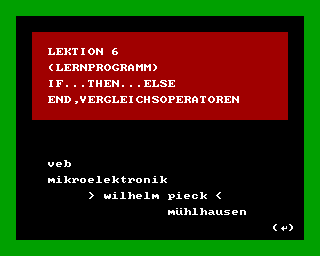 LEKTION 6
(LERNPROGRAMM)
IF...THEN...ELSE
END,VERGLEICHSOPERATOREN
veb
mikroelektronik
> wilhelm pieck <
mühlhausen
(↵)